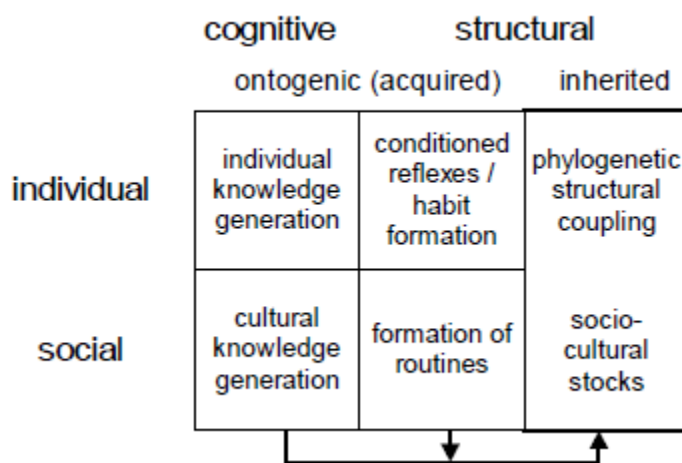 cognitive structural
ontogenic (acquired) inherited
individual
individual
knowledge
generation
conditioned
reflexes /
habit
formation
phylogenetic
structural
coupling
social
cultural
knowledge
generation
formation of
routines
socio-
cultural
stocks